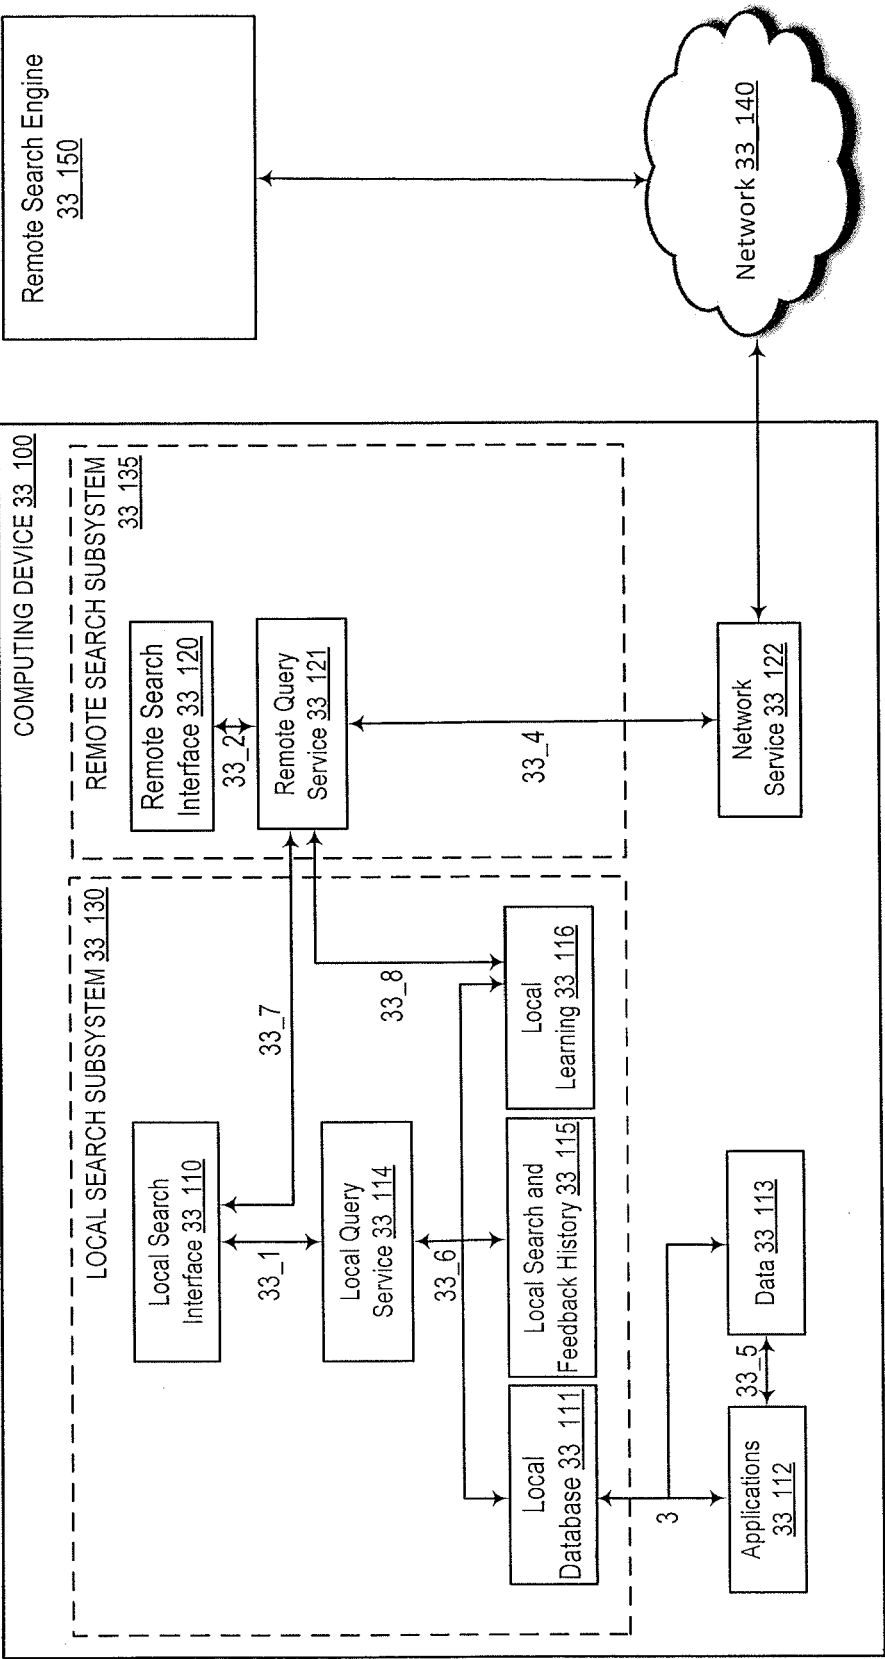 COMPUTING DEVICE 33_100
LOCAL SEARCH SUBSYSTEM 33_130
Local Search
Interface 33_110
33_1
33_7
Local Query
Service 33_114
33_6
33_8
Local
Database 33_111
Local Search and
Feedback History 33_115
Local
Learning 33_116
3
Applications
33_112
33_5
Data 33_113
REMOTE SEARCH SUBSYSTEM
33_135
Remote Search
Interface 33_120
33_2
Remote Query
Service 33_121
33_4
Network
Service 33_122
Remote Search Engine
33_150
Network 33_140